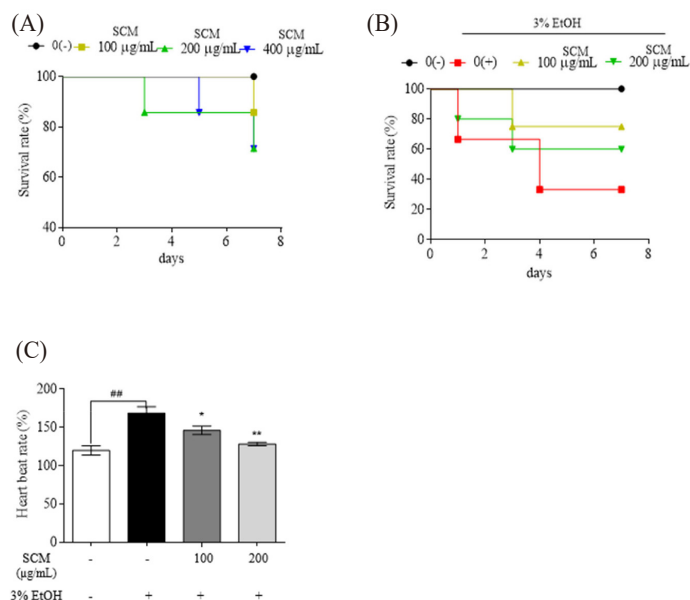 (A)
SCM SCM SCM
0(-) 100 µg/mL 200 µg/mL 400 µg/mL
100
80
60
40
0 2 4 6 8
Survival rate (%)
days
(B)
3% EtOH
SCM SCM
0(-) 0(+) 100 µg/mL 200 µg/mL
100
80
60
40
20
0
0 2 4 6 8
Survival rate (%)
days
(C)
200
150
100
50
0
Heart beat rate (%)
##
*
**
SCM - - 100 200
(µg/mL)
3% EtOH - + + +